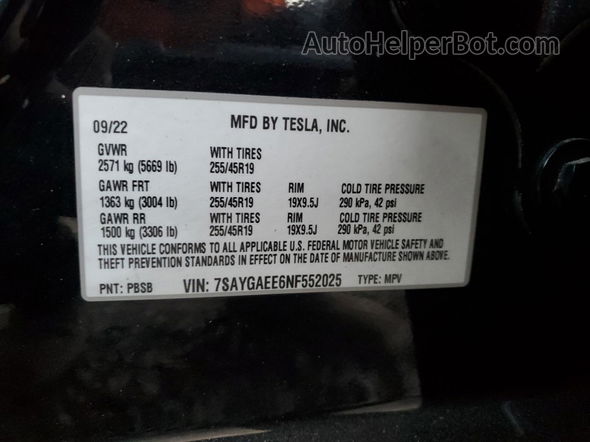 AutoHelperBot.com
09/22 MFD BY TESLA, INC.
GVWR WITH TIRES
2571 kg (5669 lb) 255/45R19
GAWR FRT WITH TIRES RIM COLD TIRE PRESSURE
1363 kg (3004 lb) 255/45R19 19X9.5J 290 kPa, 42 psi
GAWR RR WITH TIRES RIM COLD TIRE PRESSURE
1500 kg (3306 lb) 255/45R19 19X9.5J 290 kPa, 42 psi
THIS VEHICLE CONFORMS TO ALL APPLICABLE U.S. FEDERAL MOTOR VEHICLE SAFETY AND
THEFT PREVENTION STANDARDS IN EFFECT ON THE DATE OF MANUFACTURE SHOWN ABOVE.
PNT: PBSB VIN: 7SAYGAEE6NF552025 TYPE: MPV